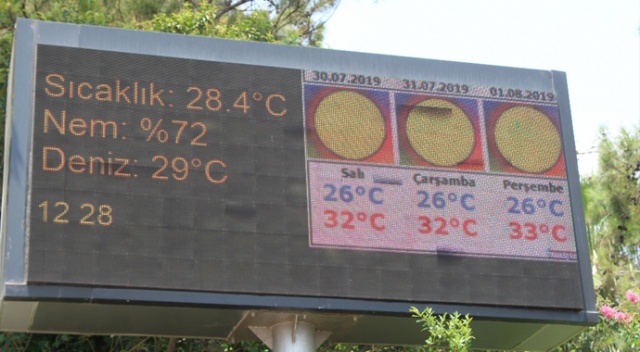 Sıcaklık: 28.4°C
Nem: %72
Deniz: 29°C
12 28
30.07.2019 31.07.2019 01.08.2019
Salı Çarşamba Perşembe
26°C 26°C 26°C
32°C 32°C 33°C